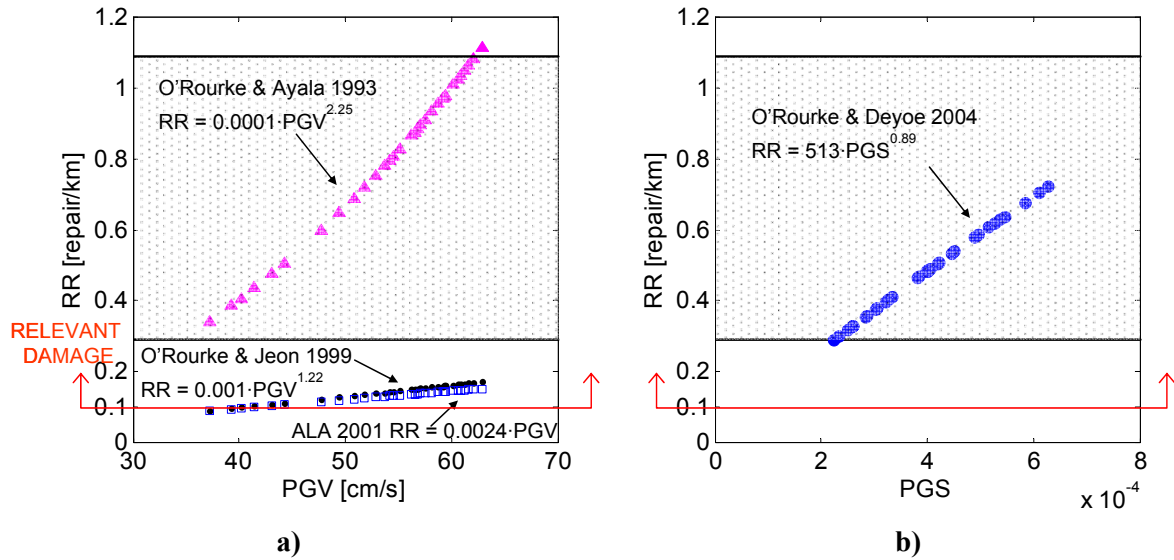 O'Rourke & Ayala 1993
RR = 0.0001·PGV^2.25
RR [repair/km]
1.2
1
0.8
0.6
0.4
0.2
0.1
0
RELEVANT
DAMAGE
O'Rourke & Jeon 1999
RR = 0.001·PGV^1.22
ALA 2001 RR = 0.0024·PGV
30
40
50
60
70
PGV [cm/s]
a)
O'Rourke & Deyoe 2004
RR = 513·PGS^0.89
RR [repair/km]
1.2
1
0.8
0.6
0.4
0.2
0.1
0
0
2
4
6
8
PGS
x 10^-4
b)